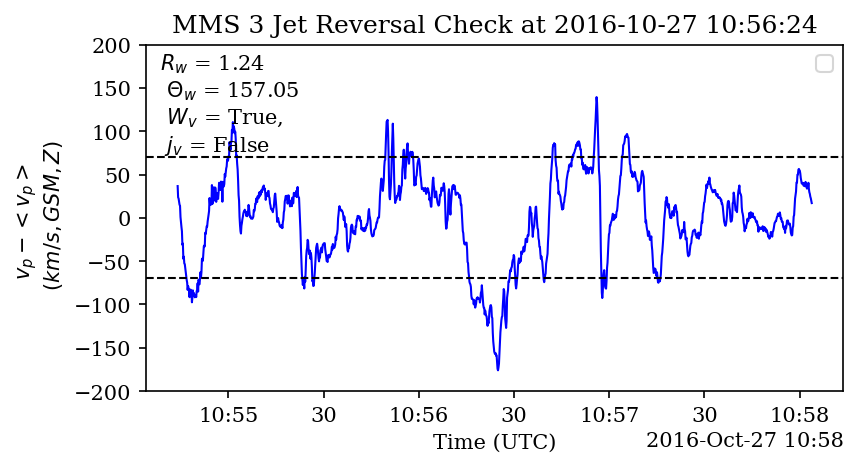 MMS 3 Jet Reversal Check at 2016-10-27 10:56:24
R_w = 1.24
Θ_w = 157.05
W_v = True,
j_v = False
v_p − < v_p >
(km/s, GSM, Z)
200
150
100
50
0
−50
−100
−150
−200
10:55 30 10:56 30 10:57 30 10:58
Time (UTC) 2016-Oct-27 10:58